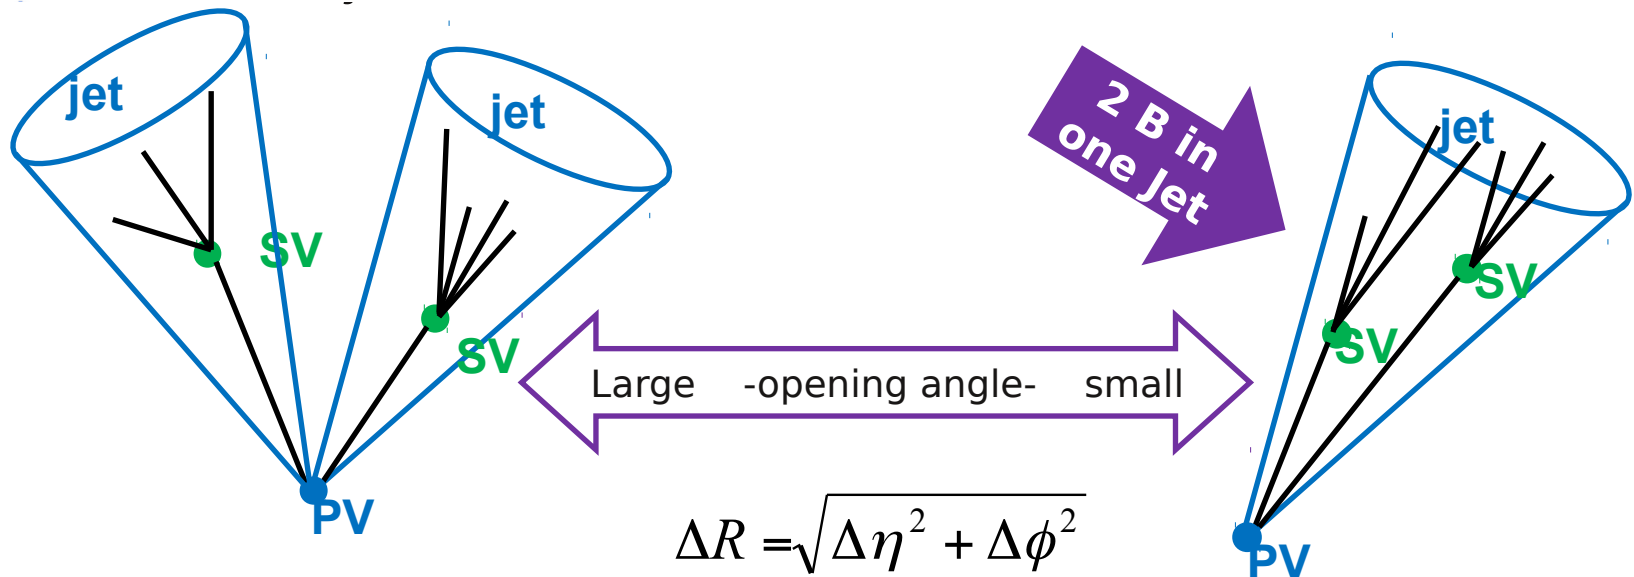 jet
jet
SV
SV
PV
2 B in
one Jet
Large -opening angle- small
ΔR = √(Δη² + Δϕ²)
jet
SV
SV
PV